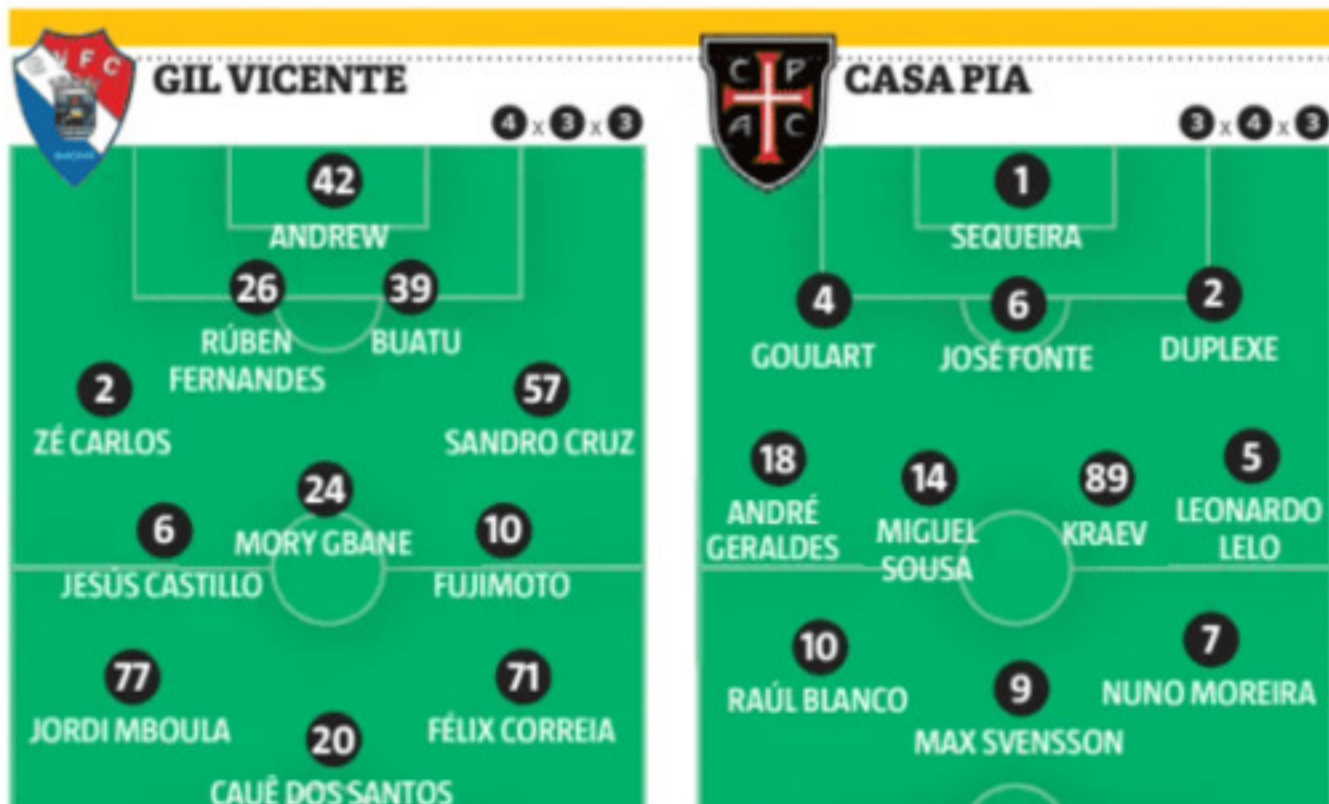 GIL VICENTE
4 x 3 x 3
42
ANDREW
26
39
RÚBEN
FERNANDES
BUATU
2
57
ZÉ CARLOS
SANDRO CRUZ
24
MORY GBANE
6
10
JESÚS CASTILLO
FUJIMOTO
77
71
JORDI MBOULA
FÉLIX CORREIA
20
CAUÊ DOS SANTOS
C P
A C
CASA PIA
3 x 4 x 3
1
SEQUEIRA
4
6
2
GOULART
JOSÉ FONTE
DUPLEXE
18
14
89
5
ANDRÉ
GERALDES
MIGUEL
SOUSA
KRAEV
LEONARDO
LELO
10
7
RAÚL BLANCO
NUNO MOREIRA
9
MAX SVENSSON